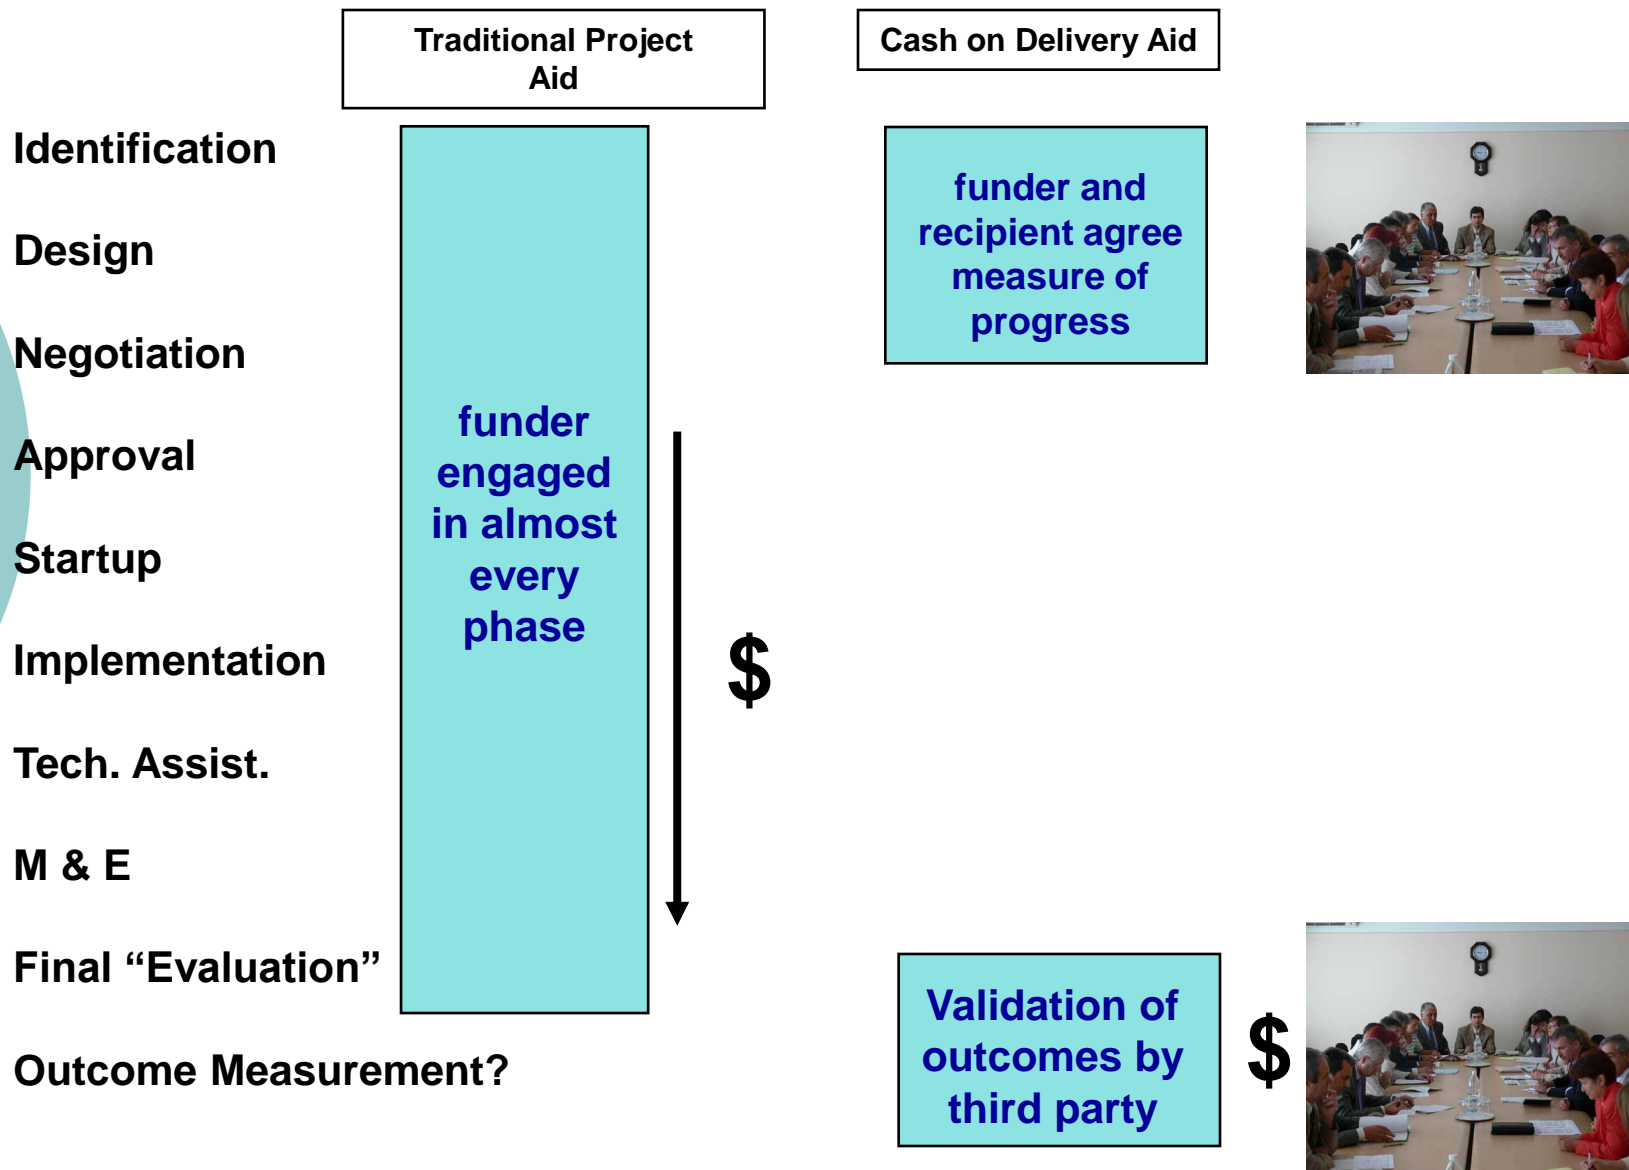 Traditional Project
Aid
Cash on Delivery Aid
Identification
Design
Negotiation
Approval
Startup
Implementation
Tech. Assist.
M & E
Final “Evaluation”
Outcome Measurement?
funder
engaged
in almost
every
phase
$
funder and
recipient agree
measure of
progress
Validation of
outcomes by
third party
$